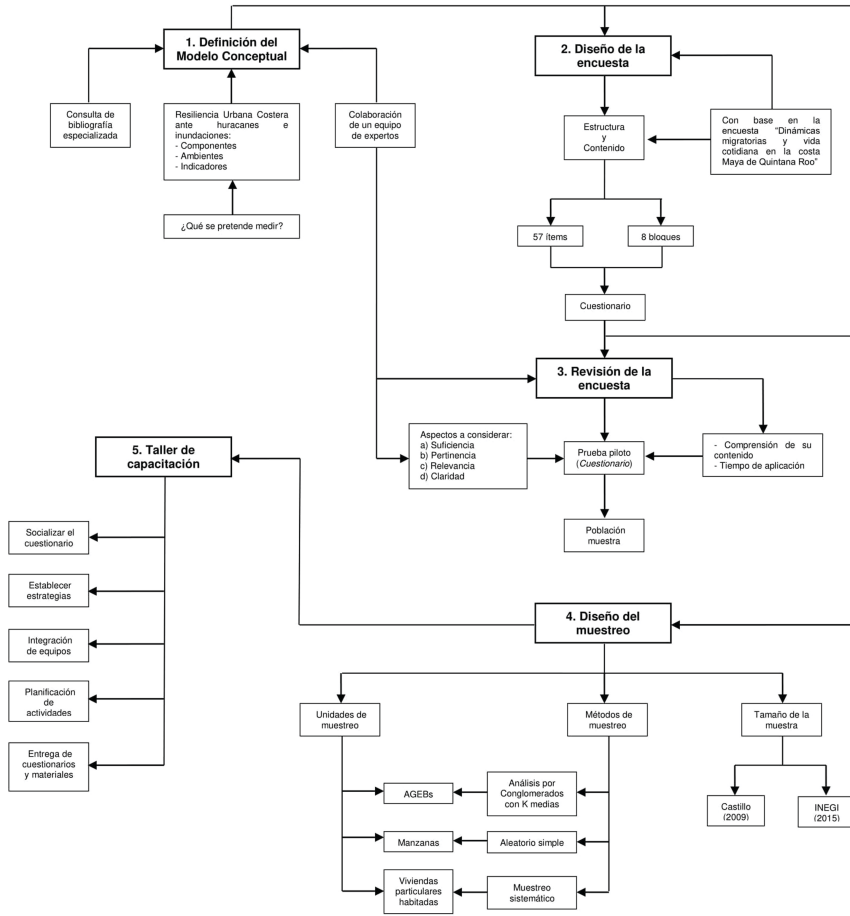 1. Definición del
Modelo Conceptual
Consulta de
bibliografía
especializada
Resiliencia Urbana Costera
ante huracanes e
inundaciones:
- Componentes
- Ambientes
- Indicadores
¿Qué se pretende medir?
Colaboración
de un equipo
de expertos
2. Diseño de la
encuesta
Estructura
y
Contenido
Con base en la
encuesta “Dinámicas
migratorias y vida
cotidiana en la costa
Maya de Quintana Roo”
57 ítems
8 bloques
Cuestionario
3. Revisión de la
encuesta
Aspectos a considerar:
a) Suficiencia
b) Pertinencia
c) Relevancia
d) Claridad
Prueba piloto
(Cuestionario)
- Comprensión de su
contenido
- Tiempo de aplicación
Población
muestra
4. Diseño del
muestreo
Unidades de
muestreo
Métodos de
muestreo
Tamaño de la
muestra
AGEBs
Análisis por
Conglomerados
con K medias
Manzanas
Aleatorio simple
Viviendas
particulares
habitadas
Muestreo
sistemático
Castillo
(2009)
INEGI
(2015)
5. Taller de
capacitación
Socializar el
cuestionario
Establecer
estrategias
Integración
de equipos
Planificación
de
actividades
Entrega de
cuestionarios
y materiales